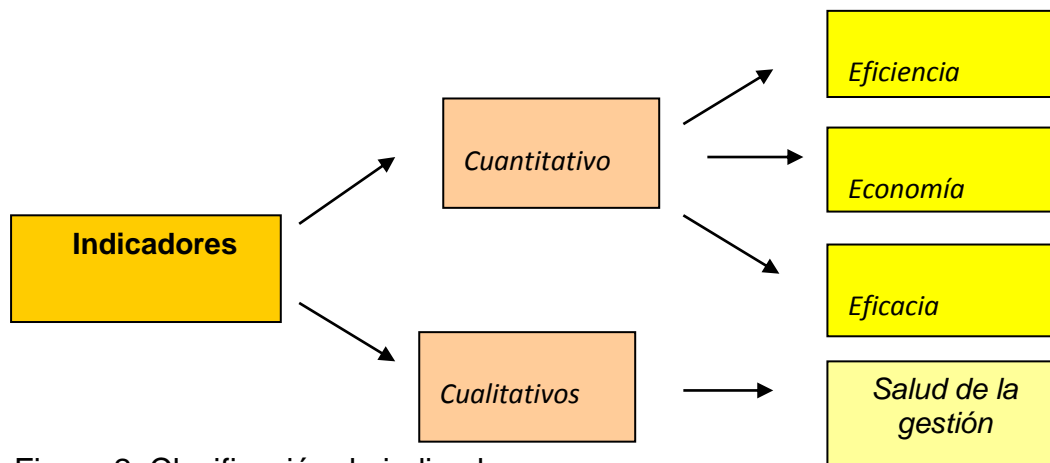 Eficiencia
Cuantitativo
Economía
Indicadores
Eficacia
Cualitativos
Salud de la
gestión